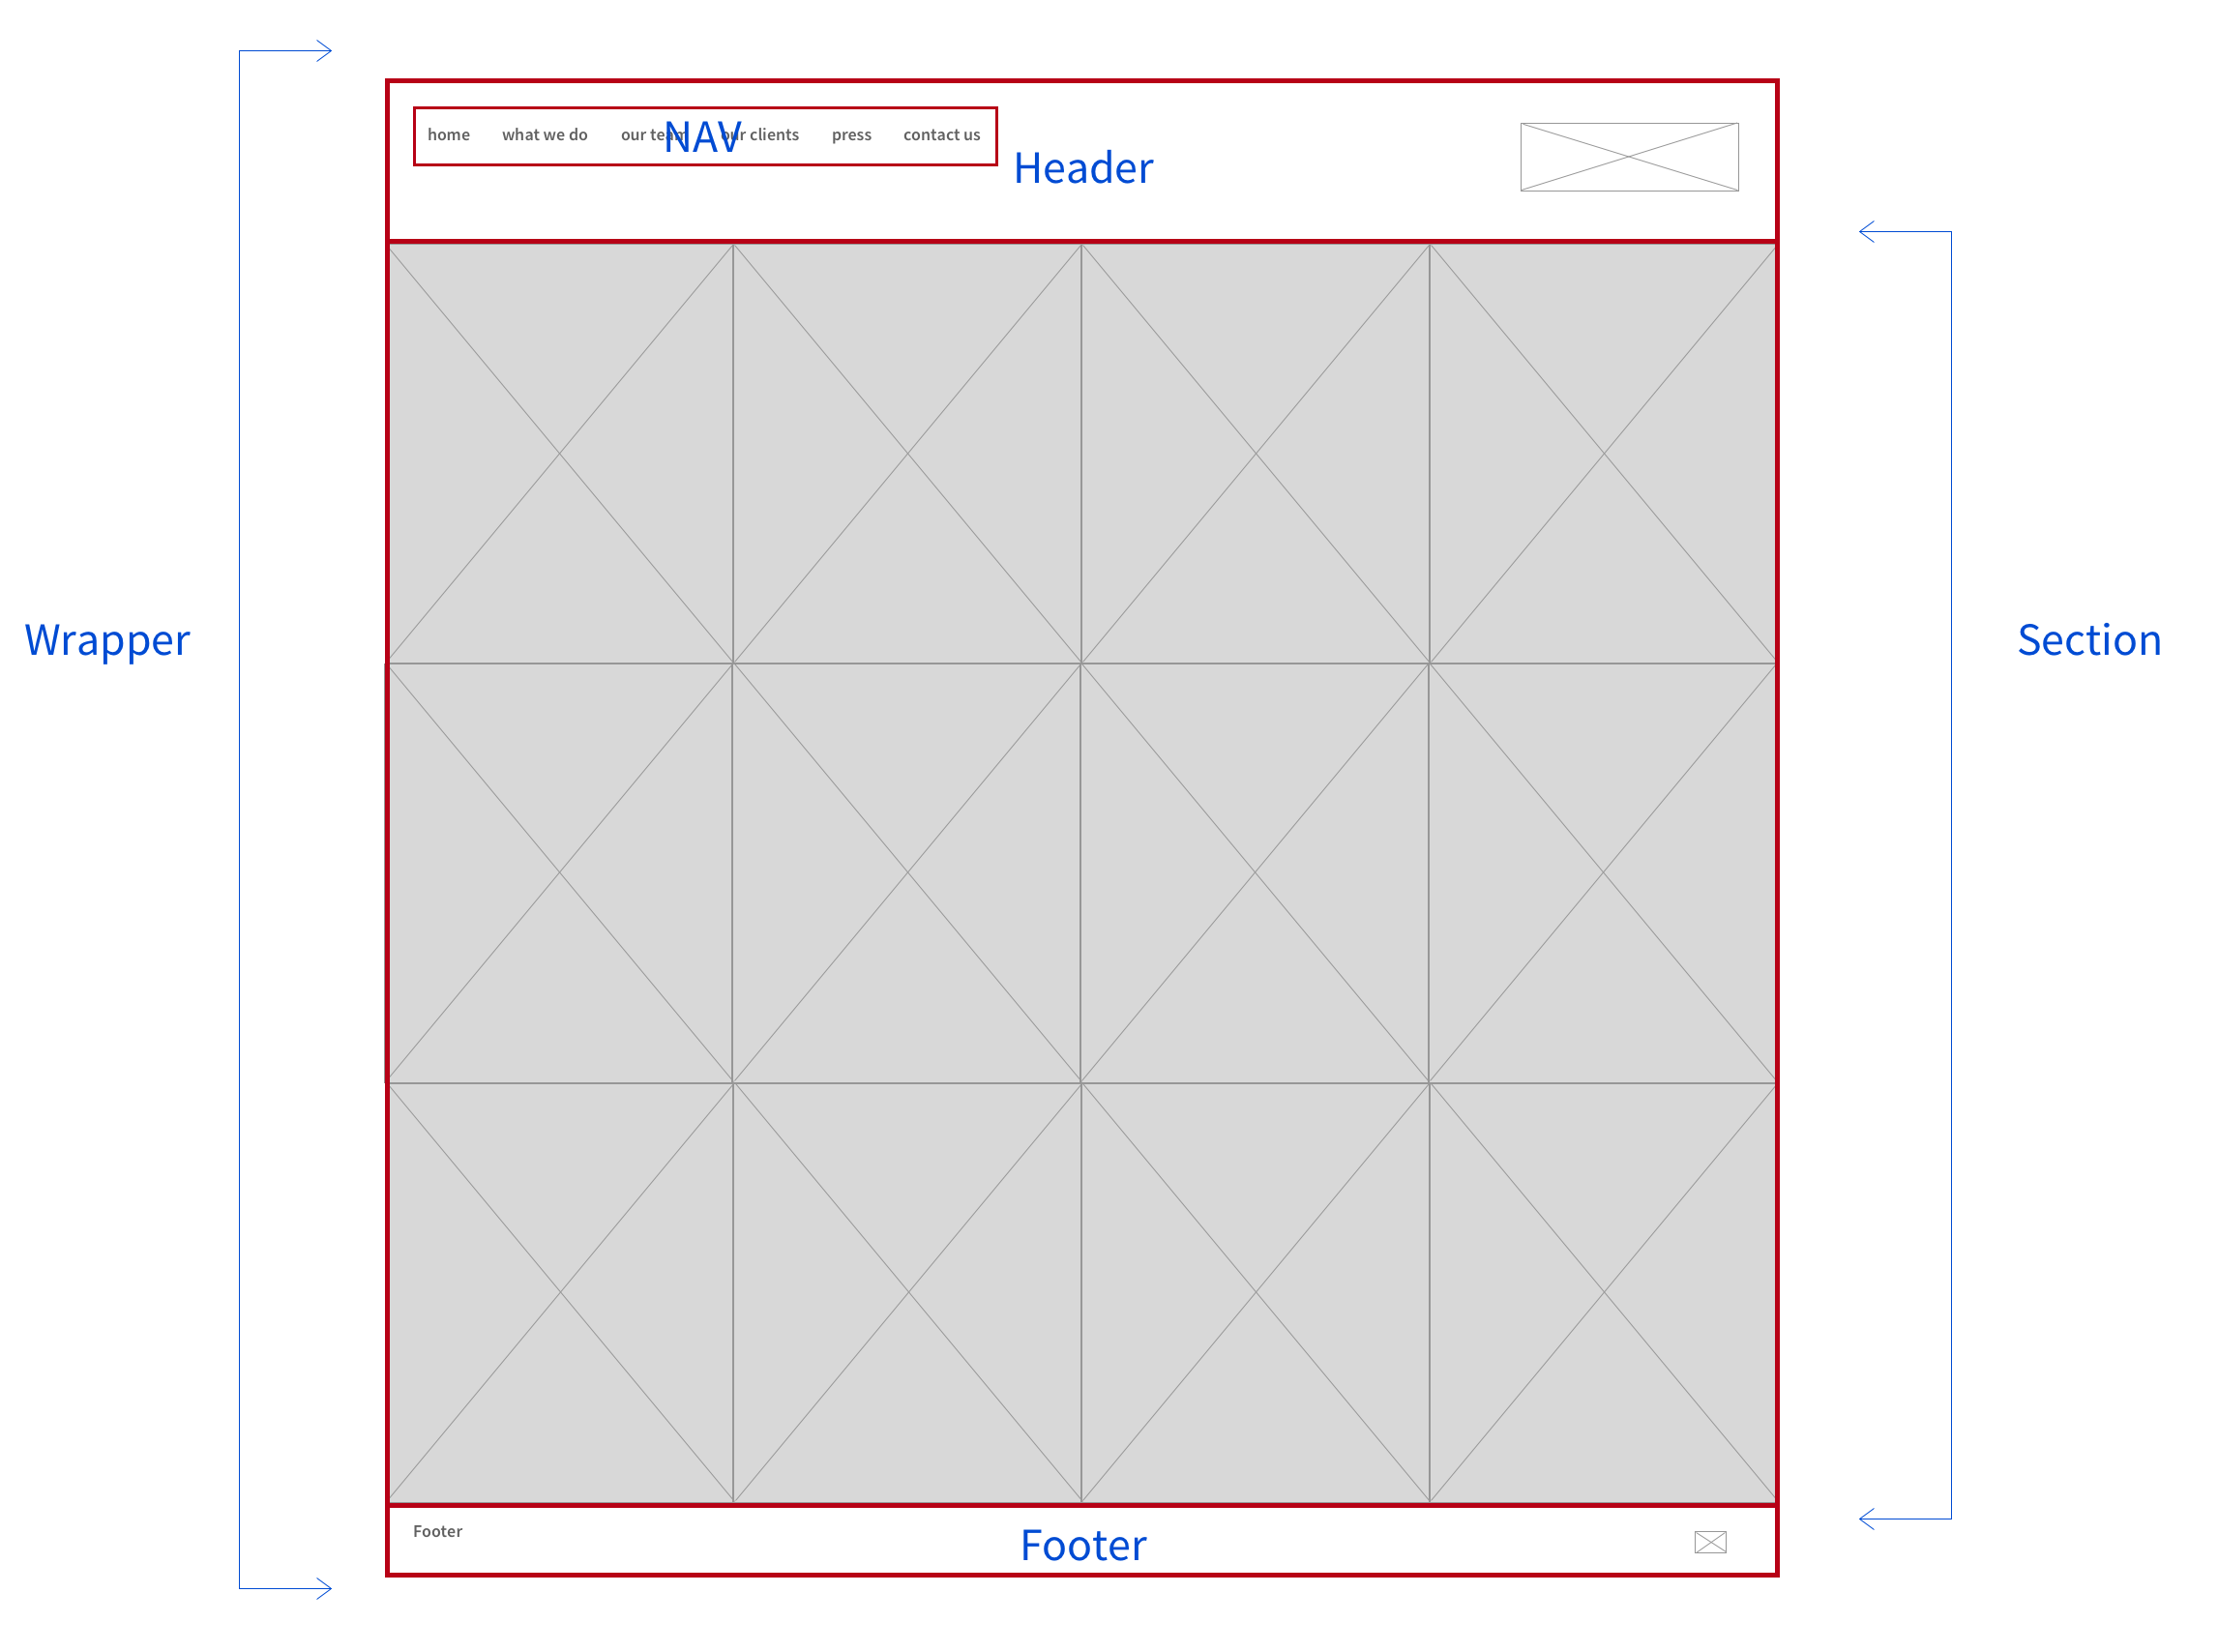 home what we do our team our clients press contact us
NAV
Header
Wrapper
Section
Footer
Footer